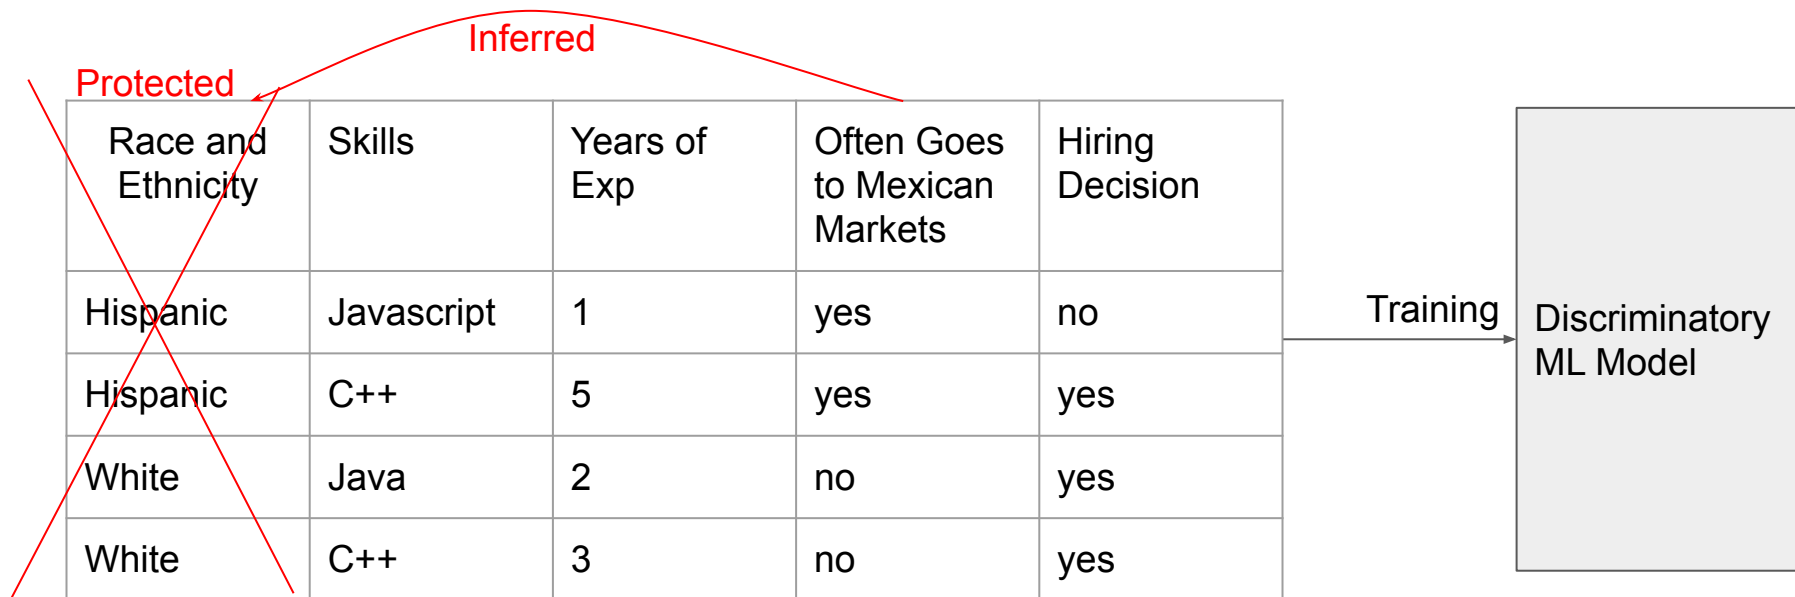 Inferred
Protected
Race and
Ethnicity
Skills
Years of
Exp
Often Goes
to Mexican
Markets
Hiring
Decision
Hispanic
Javascript
1
yes
no
Hispanic
C++
5
yes
yes
White
Java
2
no
yes
White
C++
3
no
yes
Training
Discriminatory
ML Model